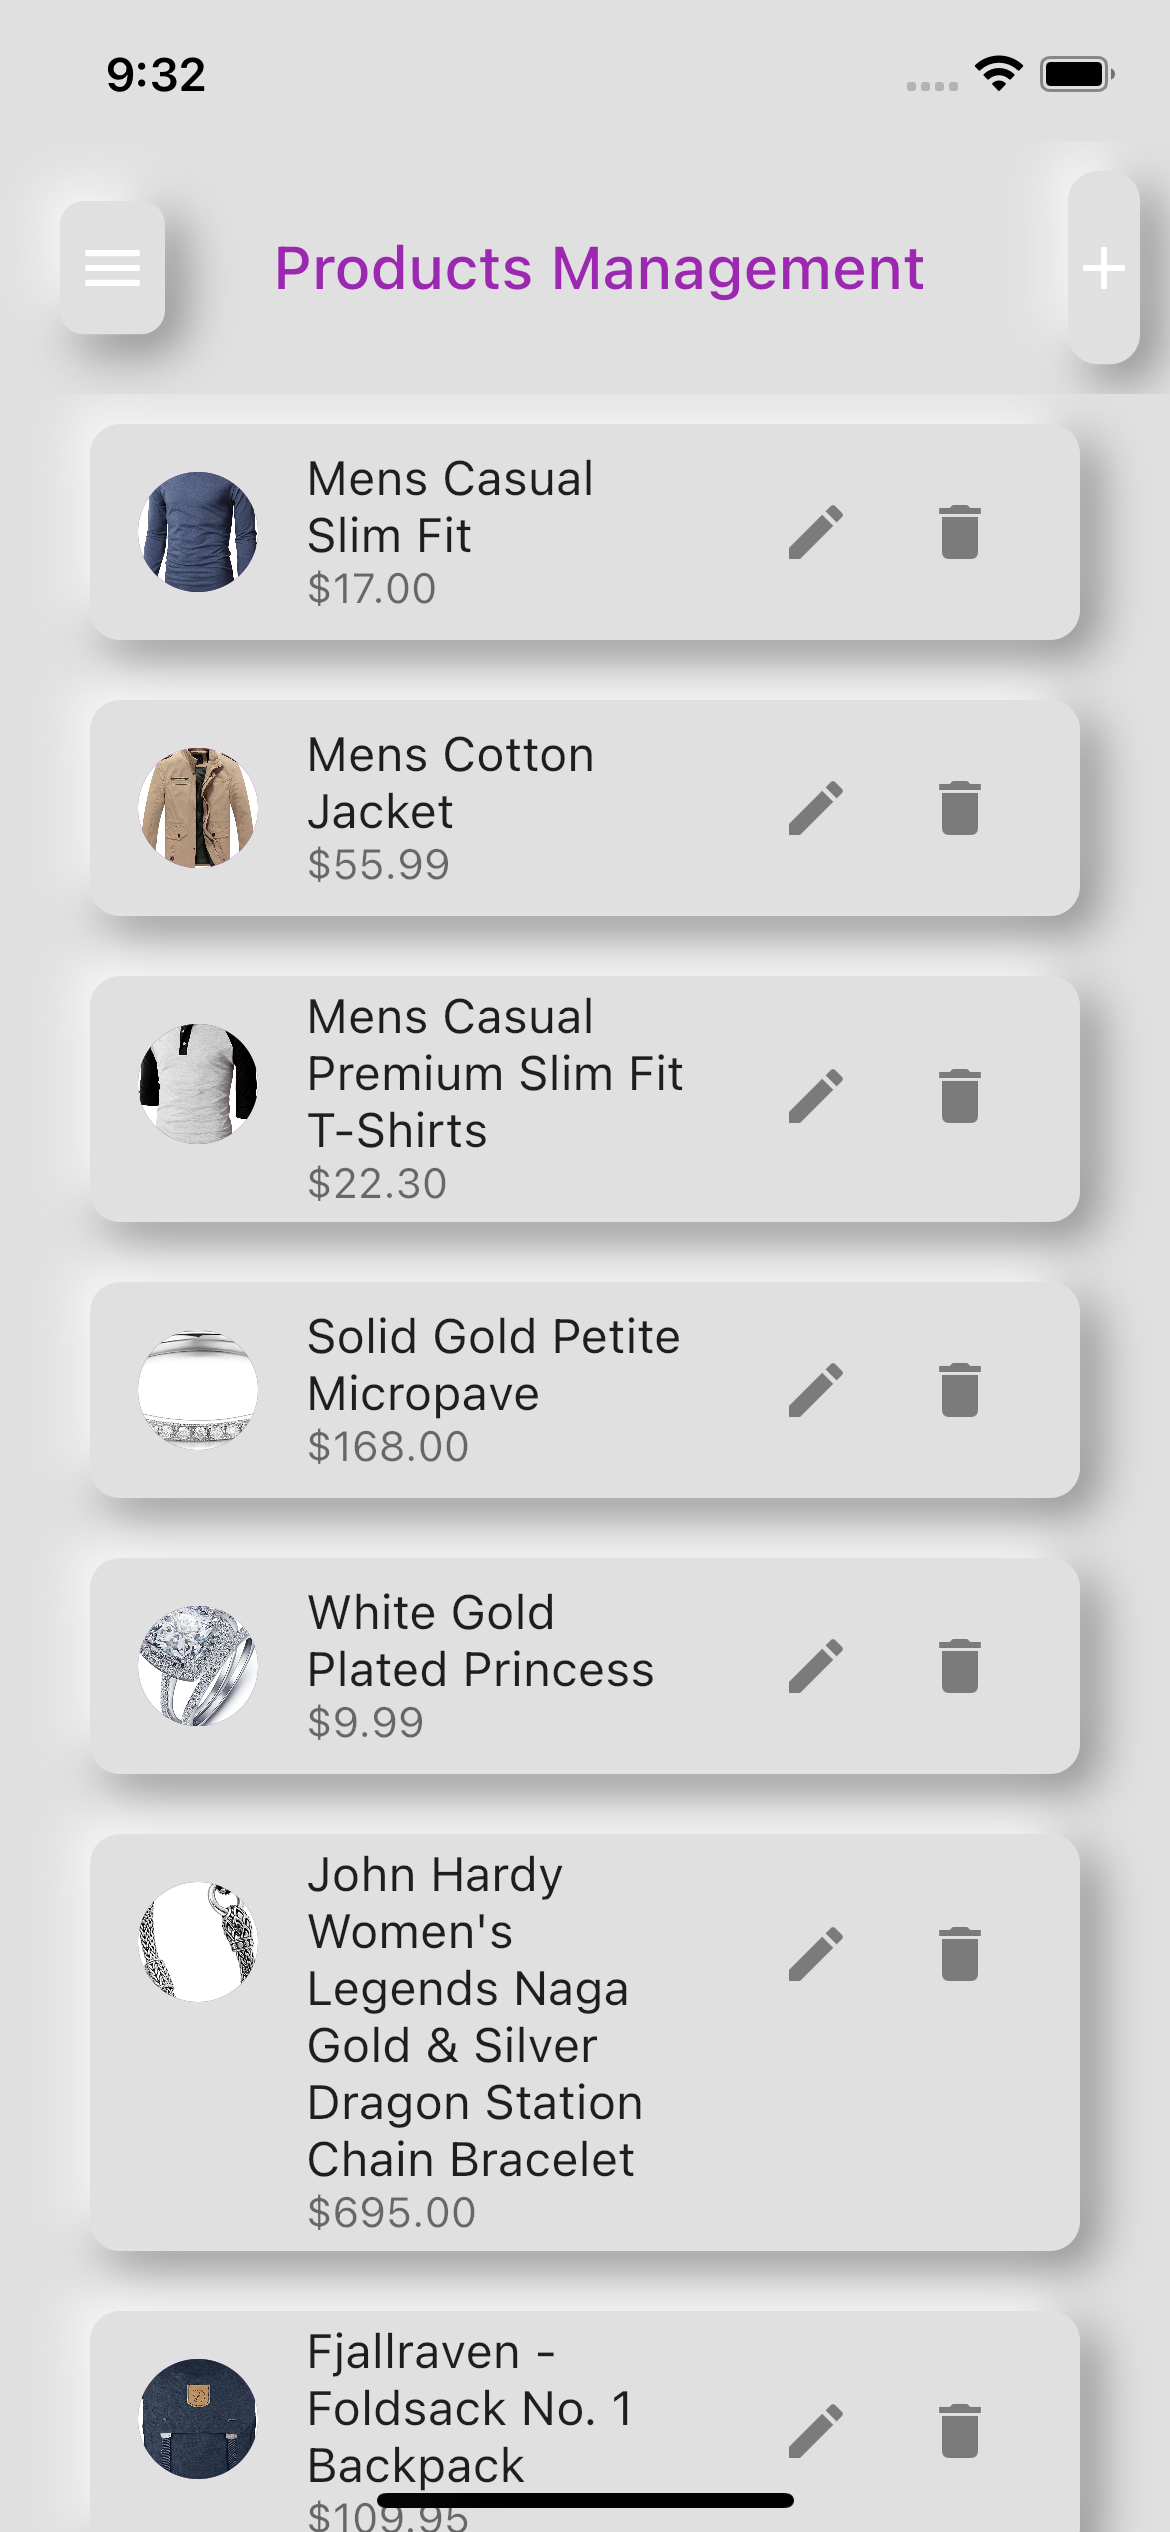 9:32
Products Management
Mens Casual
Slim Fit
$17.00
Mens Cotton
Jacket
$55.99
Mens Casual
Premium Slim Fit
T-Shirts
$22.30
Solid Gold Petite
Micropave
$168.00
White Gold
Plated Princess
$9.99
John Hardy
Women's
Legends Naga
Gold & Silver
Dragon Station
Chain Bracelet
$695.00
Fjallraven -
Foldsack No. 1
Backpack
$109.95